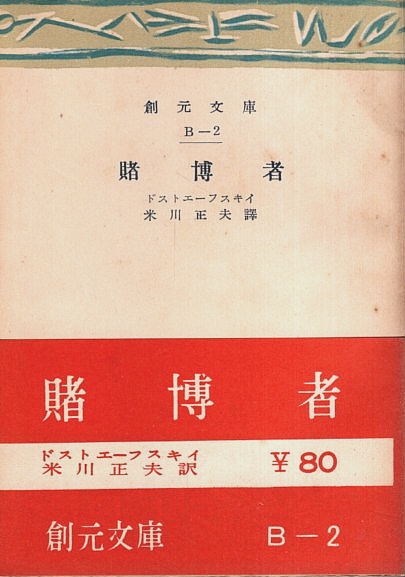 創元文庫
B—2
賭博者
ドストエーフスキイ
米川正夫譯
賭博者
ドストエーフスキイ
米川正夫訳
¥80
創元文庫 B—2